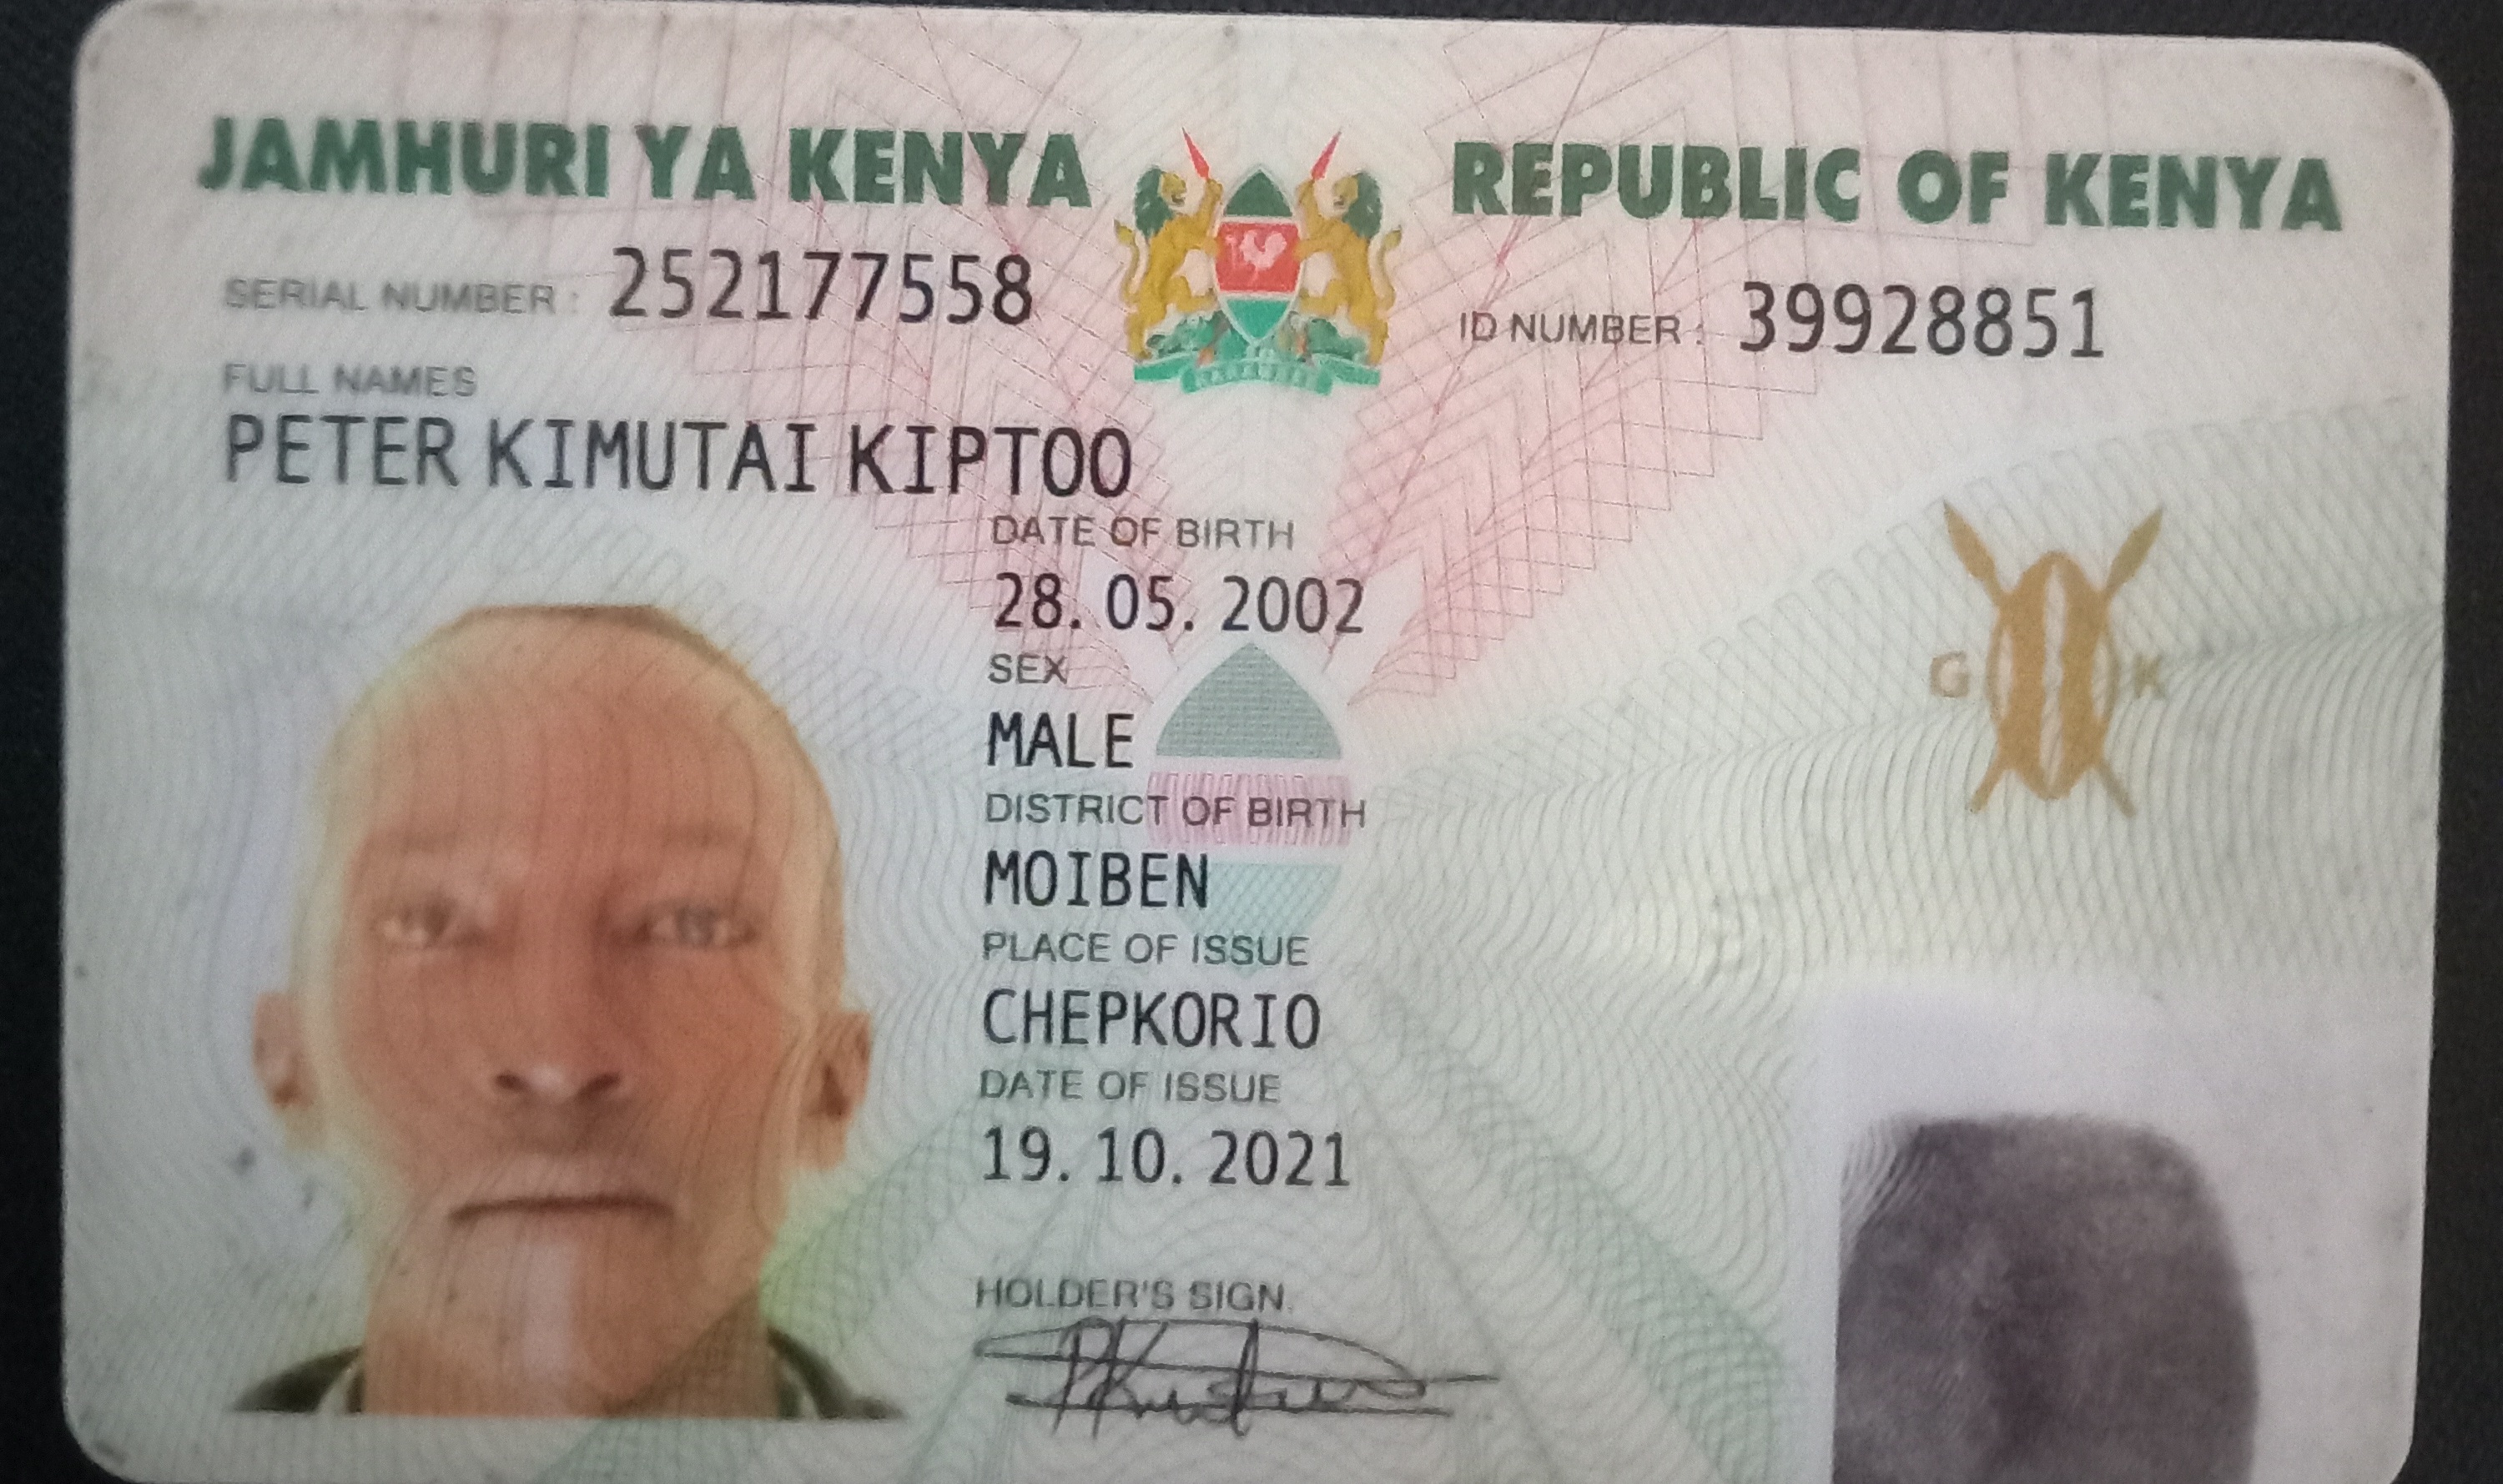 JAMHURI YA KENYA REPUBLIC OF KENYA
SERIAL NUMBER : 252177558 ID NUMBER : 39928851
FULL NAMES
PETER KIMUTAI KIPTOO
DATE OF BIRTH
28. 05. 2002
SEX
MALE
G K
DISTRICT OF BIRTH
MOIBEN
PLACE OF ISSUE
CHEPKORIO
DATE OF ISSUE
19. 10. 2021
HOLDER'S SIGN.